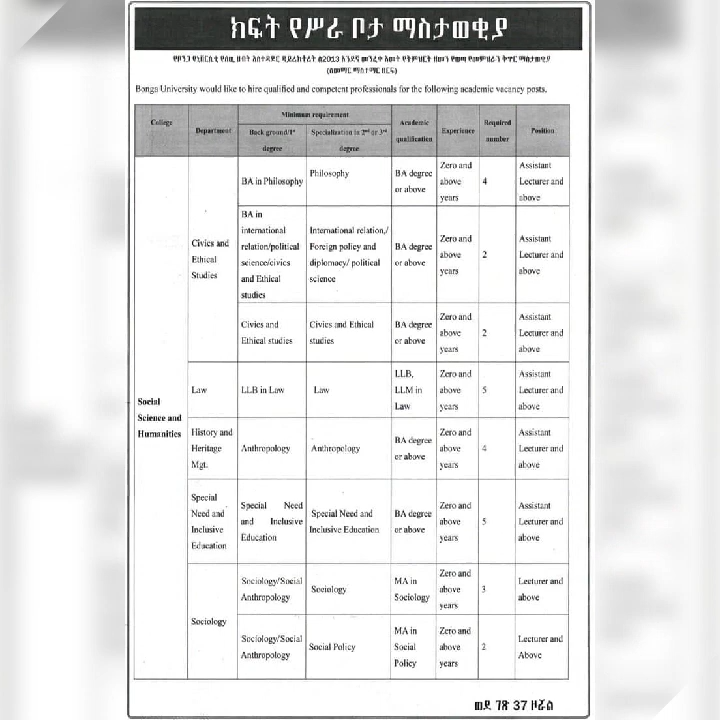 ክፍት የሥራ ቦታ ማስታወቂያ
Bonga University would like to hire qualified and competent professionals for the following academic vacancy posts.
College
Department
Minimum requirement
Back ground/1st
degree
Specialization in 2nd or 3rd
degree
Academic
qualification
Experience
Required
number
Position
Social
Science and
Humanities
Civics and
Ethical
Studies
BA in Philosophy
Philosophy
BA degree
or above
Zero and
above
years
4
Assistant
Lecturer and
above
BA in
international
relation/political
science/civics
and Ethical
studies
International relation,/
Foreign policy and
diplomacy/ political
science
BA degree
or above
Zero and
above
years
2
Assistant
Lecturer and
above
Civics and
Ethical studies
Civics and Ethical
studies
BA degree
or above
Zero and
above
years
2
Assistant
Lecturer and
above
Law
LLB in Law
Law
LLB,
LLM in
Law
Zero and
above
years
5
Assistant
Lecturer and
above
History and
Heritage
Mgt.
Anthropology
Anthropology
BA degree
or above
Zero and
above
years
4
Assistant
Lecturer and
above
Special
Need and
Inclusive
Education
Special Need
and Inclusive
Education
Special Need and
Inclusive Education
BA degree
or above
Zero and
above
years
5
Assistant
Lecturer and
above
Sociology
Sociology/Social
Anthropology
Sociology
MA in
Sociology
Zero and
above
years
3
Lecturer and
above
Sociology/Social
Anthropology
Social Policy
MA in
Social
Policy
Zero and
above
years
2
Lecturer and
Above
ወደ ገጽ 37 ዞሯል